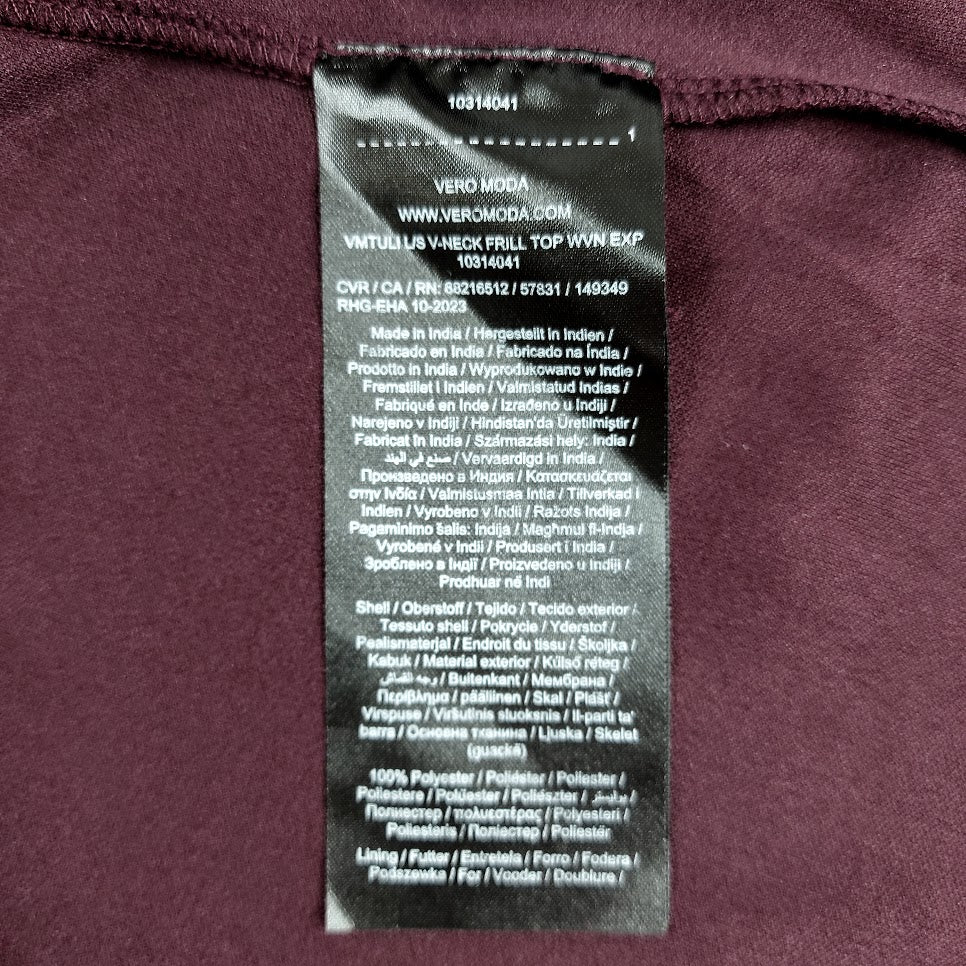 10314041
1
VERO MODA
WWW.VEROMODA.COM
VMTULI L/S V-NECK FRILL TOP WVN EXP
10314041
CVR / CA / RN: 88216512 / 57831 / 149349
RHG-EHA 10-2023
Made in India / Hergestellt in Indien /
Fabricado en India / Fabricado na Índia /
Prodotto in India / Wyprodukowano w Indie /
Fremstillet i Indien / Valmistatud Indias /
Fabriqué en Inde / Izrađeno u Indiji /
Narejeno v Indiji / Hindistan'da Üretilmiştir /
Fabricat în India / Származási hely: India /
صنع في الهند / Vervaardigd in India /
Произведено в Индия / Κατασκευάζεται
στην Ινδία / Valmistusmaa Intia / Tillverkad i
Indien / Vyrobeno v Indii / Ražots Indija /
Pagaminimo šalis: Indija / Magħmul fl-Indja /
Vyrobené v Indii / Produsert i India /
Зроблено в Індії / Proizvedeno u Indiji /
Prodhuar në Indi
Shell / Oberstoff / Tejido / Tecido exterior /
Tessuto shell / Pokrycie / Yderstof /
Pealismaterjal / Endroit du tissu / Školjka /
Kabuk / Material exterior / Külső réteg /
وجه القماش / Buitenkant / Мембрана /
Περίβλημα / päällinen / Skal / Plášť /
Virspuse / Viršutinis sluoksnis / Il-parti ta'
barra / Основна тканина / Ljuska / Skelet
(guackë)
100% Polyester / Poliéster / Poliester /
Poliestere / Polüester / Poliészter / بوليستر /
Полиестер / πολυεστέρας / Polyesteri /
Poliesteris / Поліестер / Poliestër
Lining / Futter / Entretela / Forro / Fodera /
Podszewka / For / Vooder / Doublure /